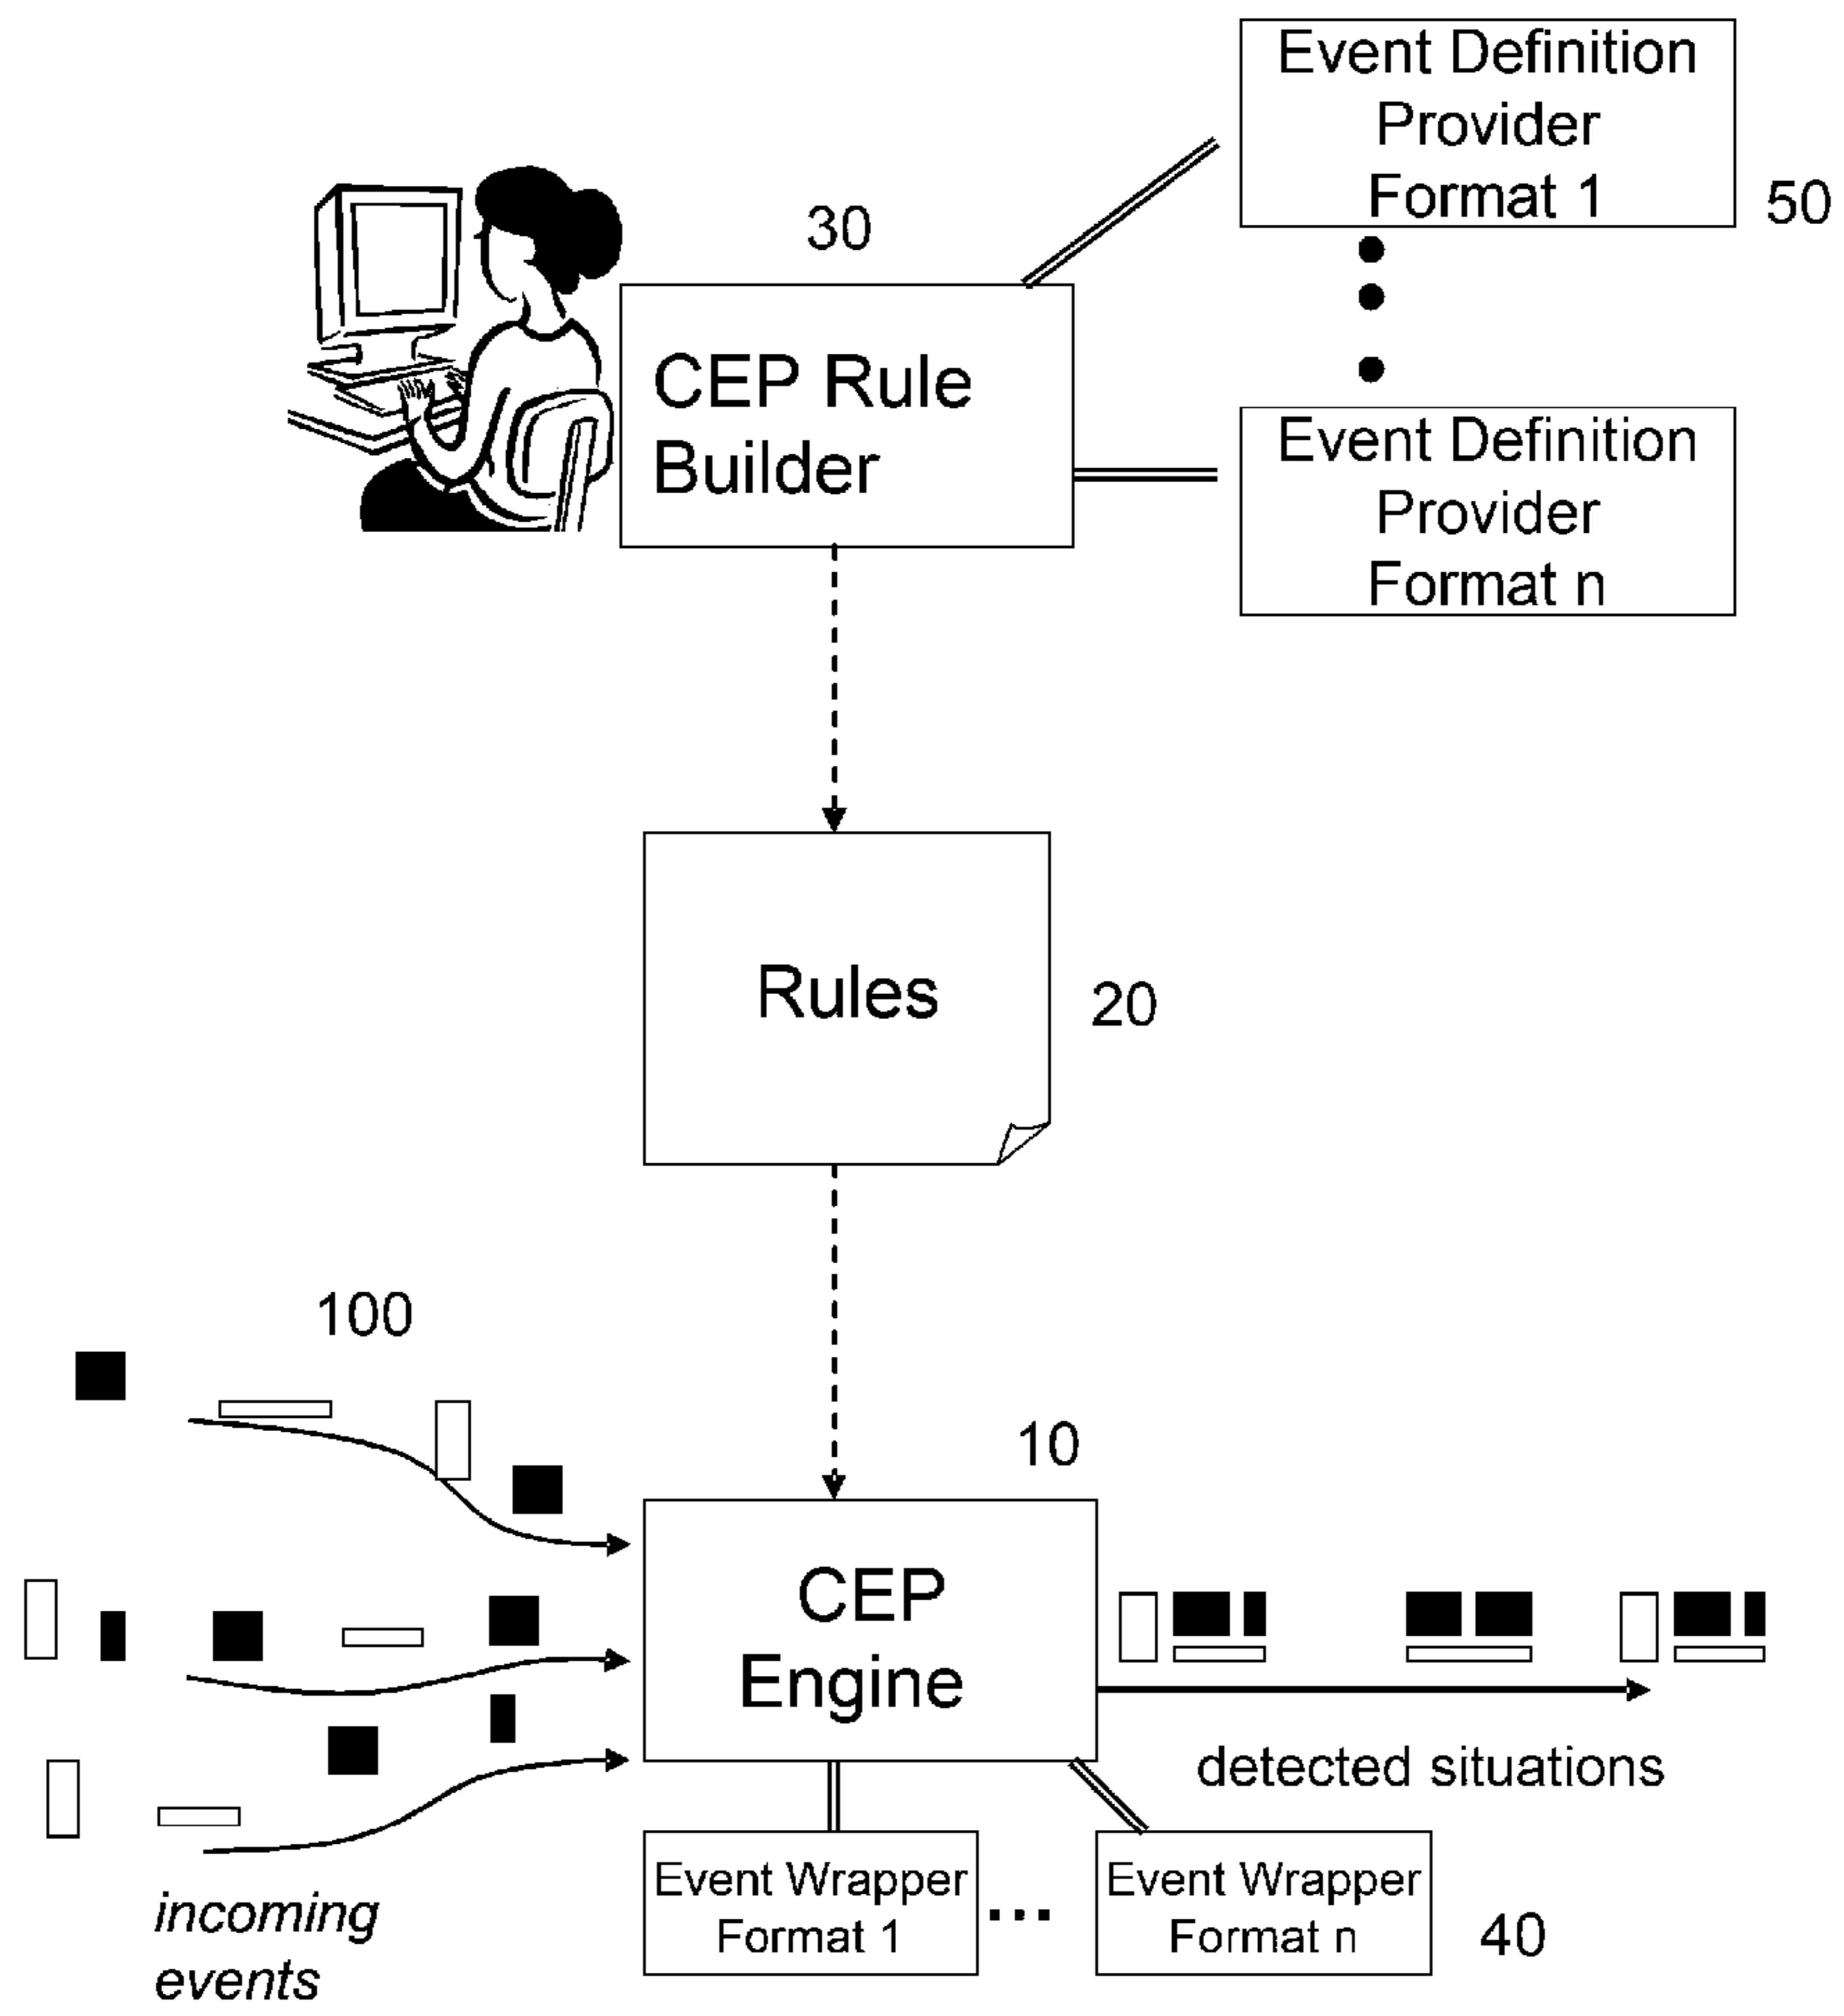 Event Definition
Provider
Format 1
50
30
CEP Rule
Builder
Event Definition
Provider
Format n
Rules
20
100
10
CEP
Engine
detected situations
Event Wrapper
Format 1
...
Event Wrapper
Format n
40
incoming
events